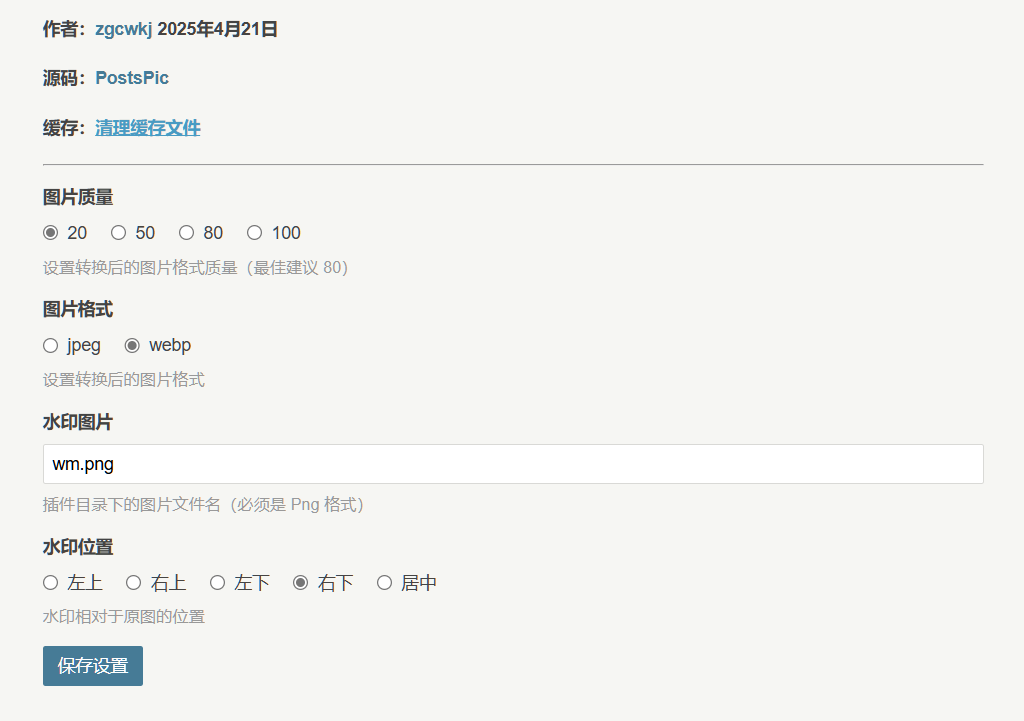 作者：zgcwkj 2025年4月21日
源码：PostsPic
缓存：清理缓存文件
图片质量
20 50 80 100
设置转换后的图片格式质量（最佳建议 80）
图片格式
jpeg webp
设置转换后的图片格式
水印图片
wm.png
插件目录下的图片文件名（必须是 Png 格式）
水印位置
左上 右上 左下 右下 居中
水印相对于原图的位置
保存设置